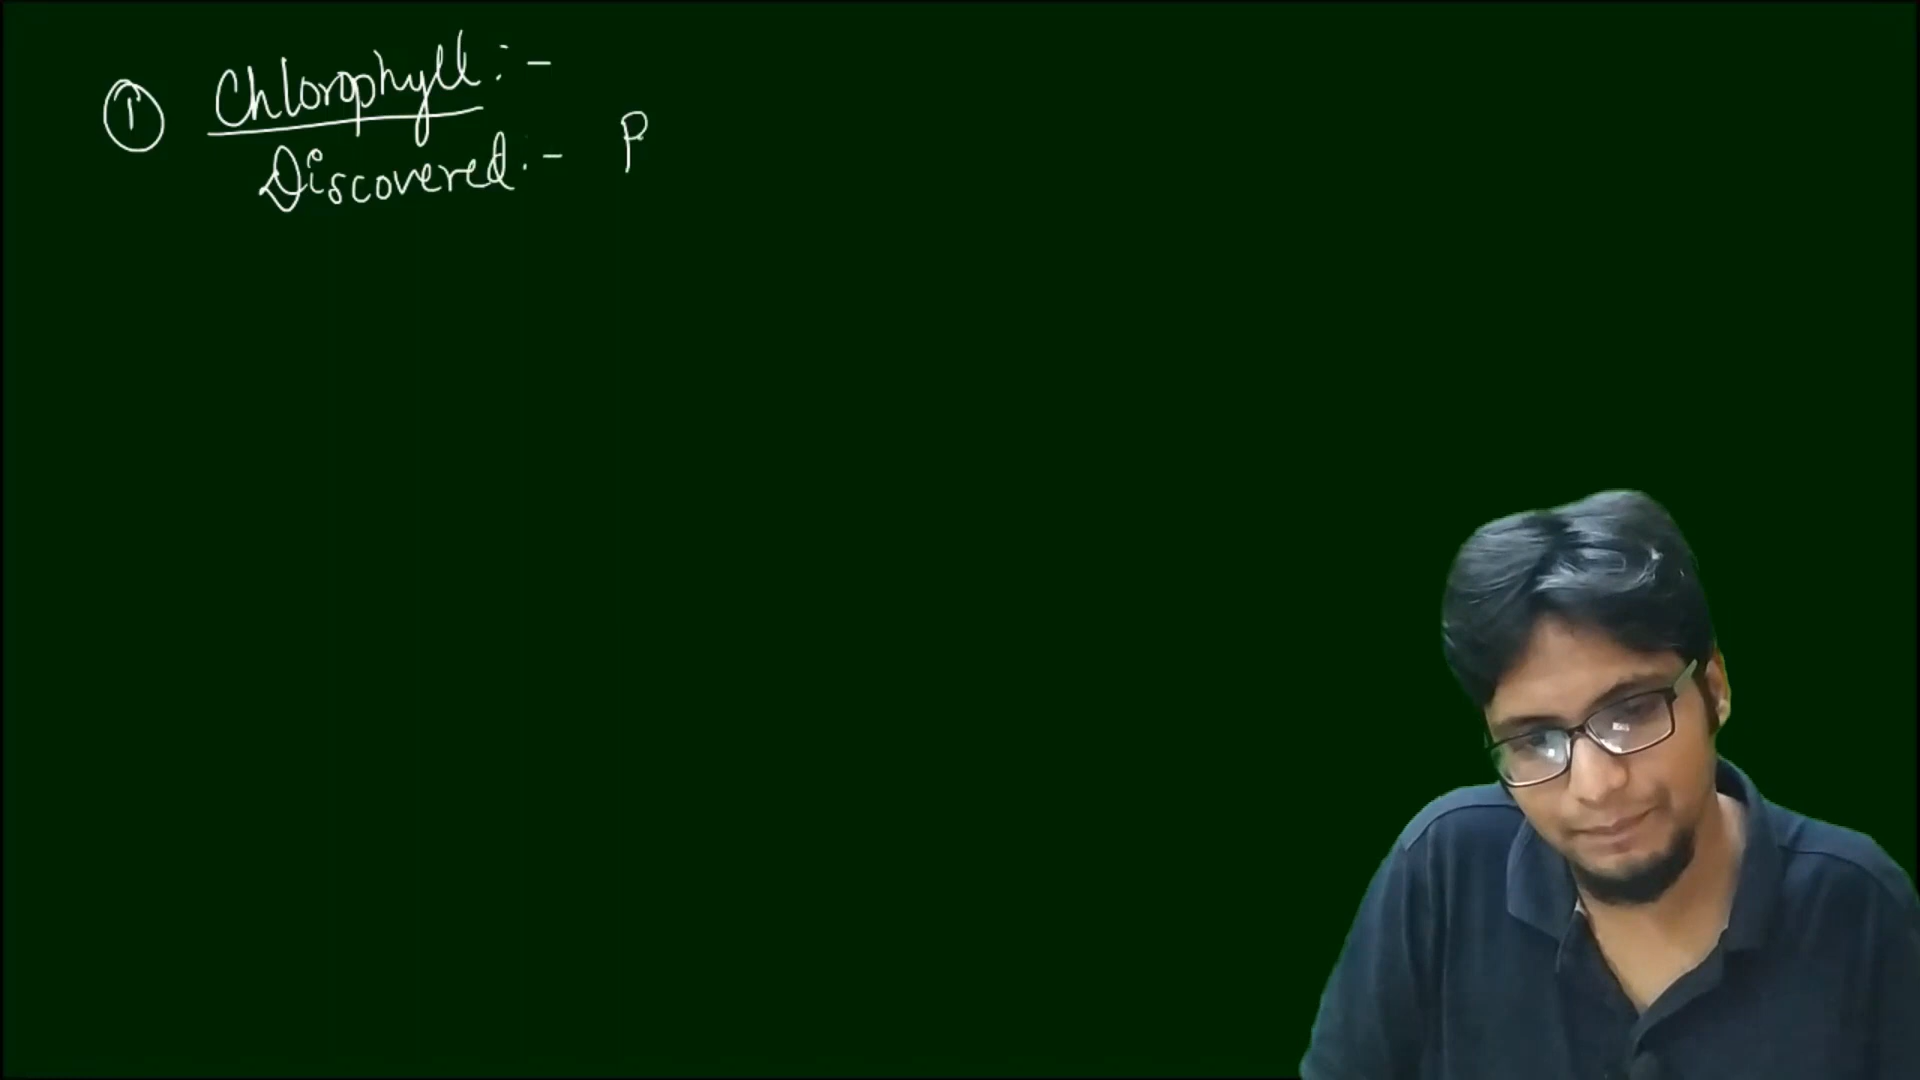 ① Chlorophyll :-
Discovered :- P